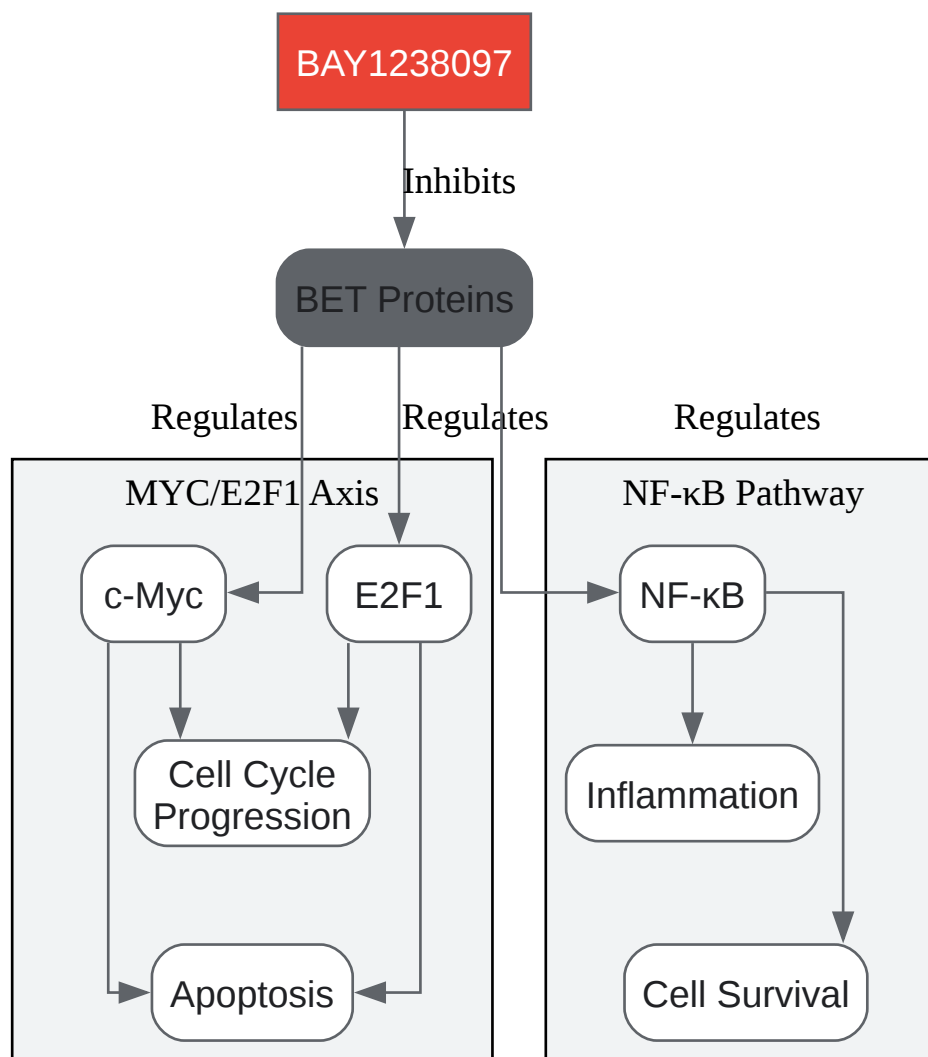 BAY1238097
Inhibits
BET Proteins
Regulates
Regulates
Regulates
MYC/E2F1 Axis
NF-κB Pathway
c-Myc
E2F1
NF-κB
Cell Cycle
Progression
Inflammation
Apoptosis
Cell Survival